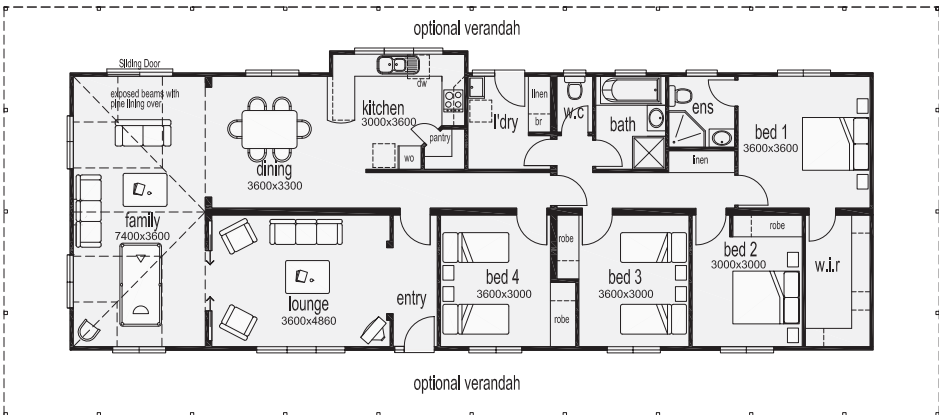 optional verandah
Sliding Door
exposed beams with
pine lining over
kitchen
3000x3600
dw
pantry
wo
l'dry
linen
br
w.c
bath
ens
linen
bed 1
3600x3600
dining
3600x3300
family
7400x3600
lounge
3600x4860
entry
bed 4
3600x3000
robe
robe
bed 3
3600x3000
robe
bed 2
3000x3000
w.i.r
optional verandah